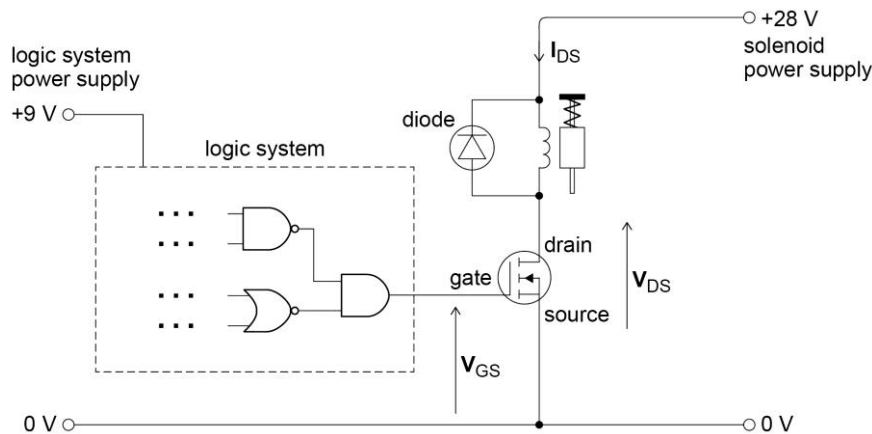 +28 V
solenoid
power supply
I_DS
logic system
power supply
+9 V
diode
logic system
drain
gate
V_DS
source
V_GS
0 V
0 V